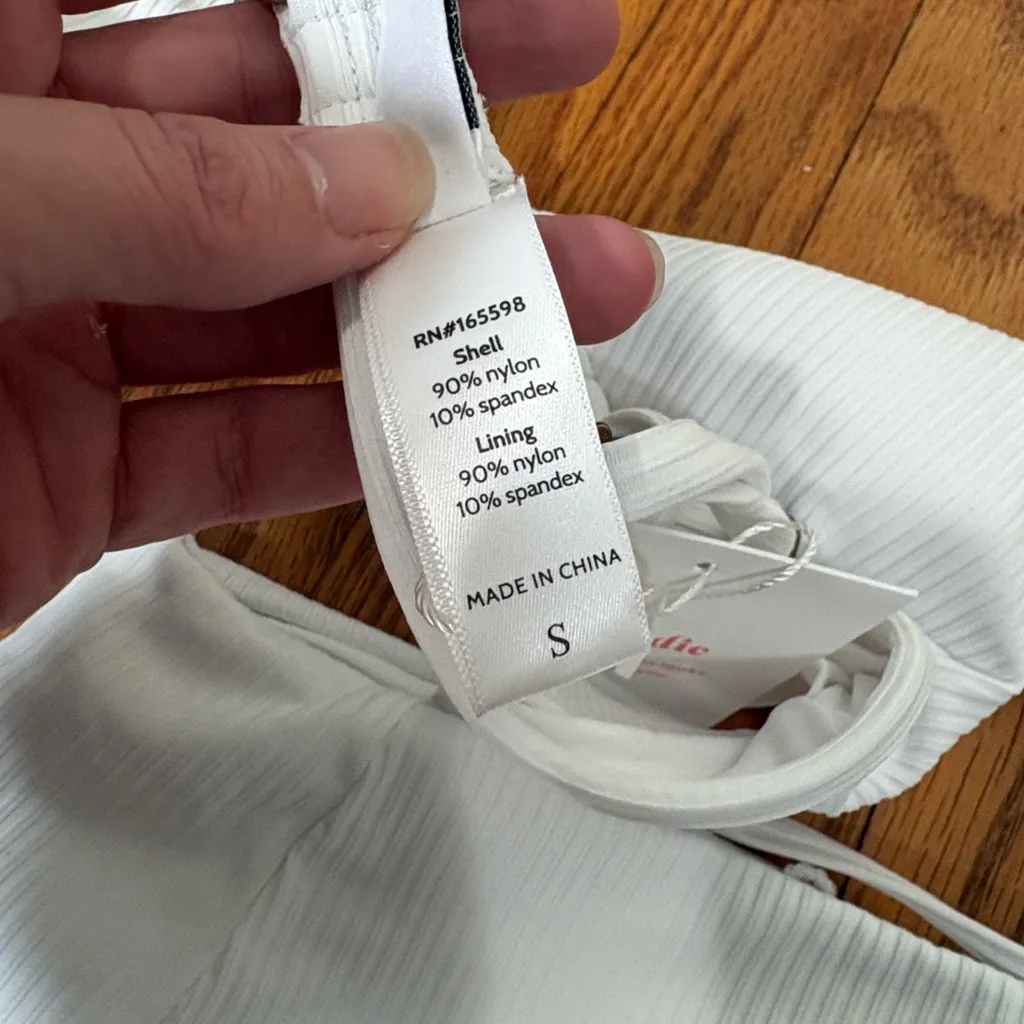 RN#165598
Shell
90% nylon
10% spandex
Lining
90% nylon
10% spandex
MADE IN CHINA
S